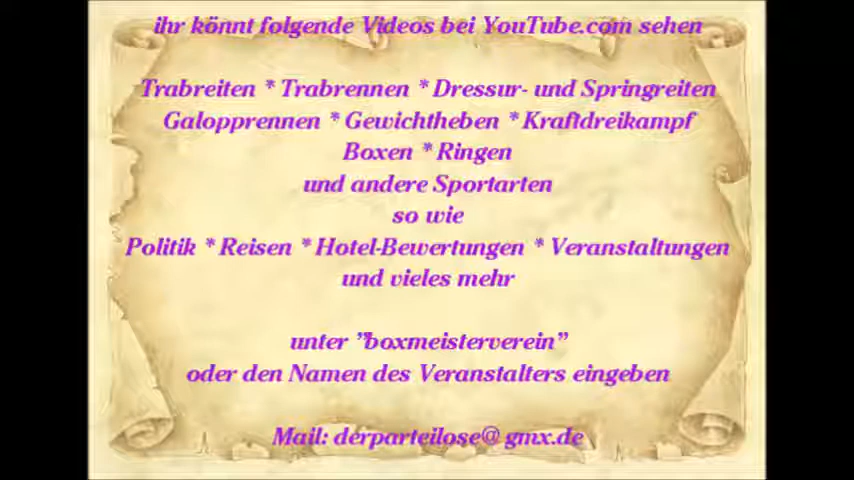 ihr könnt folgende Videos bei YouTube.com sehen
Trabreiten * Trabrennen * Dressur- und Springreiten
Galopprennen * Gewichtheben * Kraftdreikampf
Boxen * Ringen
und andere Sportarten
so wie
Politik * Reisen * Hotel-Bewertungen * Veranstaltungen
und vieles mehr
unter "boxmeisterverein"
oder den Namen des Veranstalters eingeben
Mail: derparteilose@gmx.de